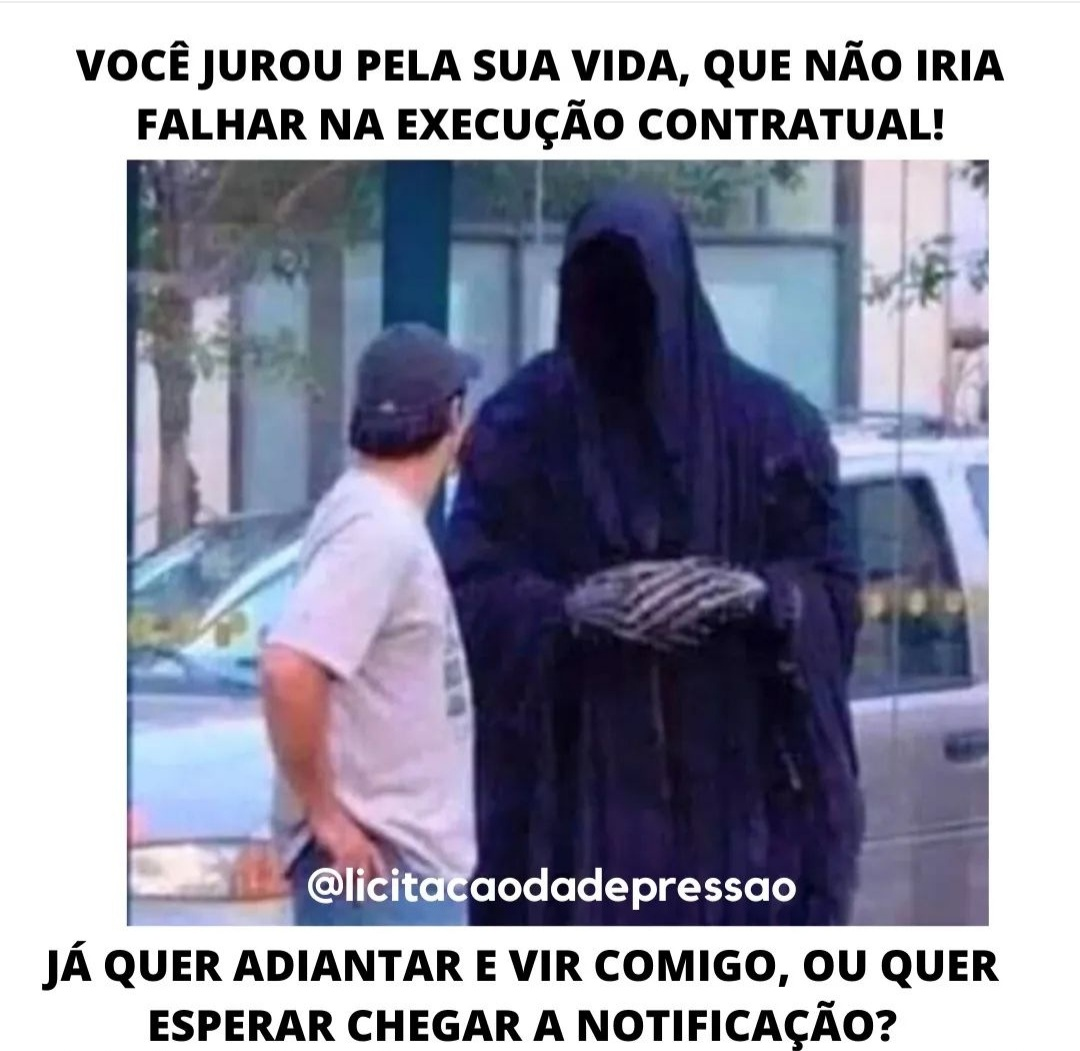 VOCÊ JUROU PELA SUA VIDA, QUE NÃO IRIA
FALHAR NA EXECUÇÃO CONTRATUAL!
@licitacaodadepressao
JÁ QUER ADIANTAR E VIR COMIGO, OU QUER
ESPERAR CHEGAR A NOTIFICAÇÃO?